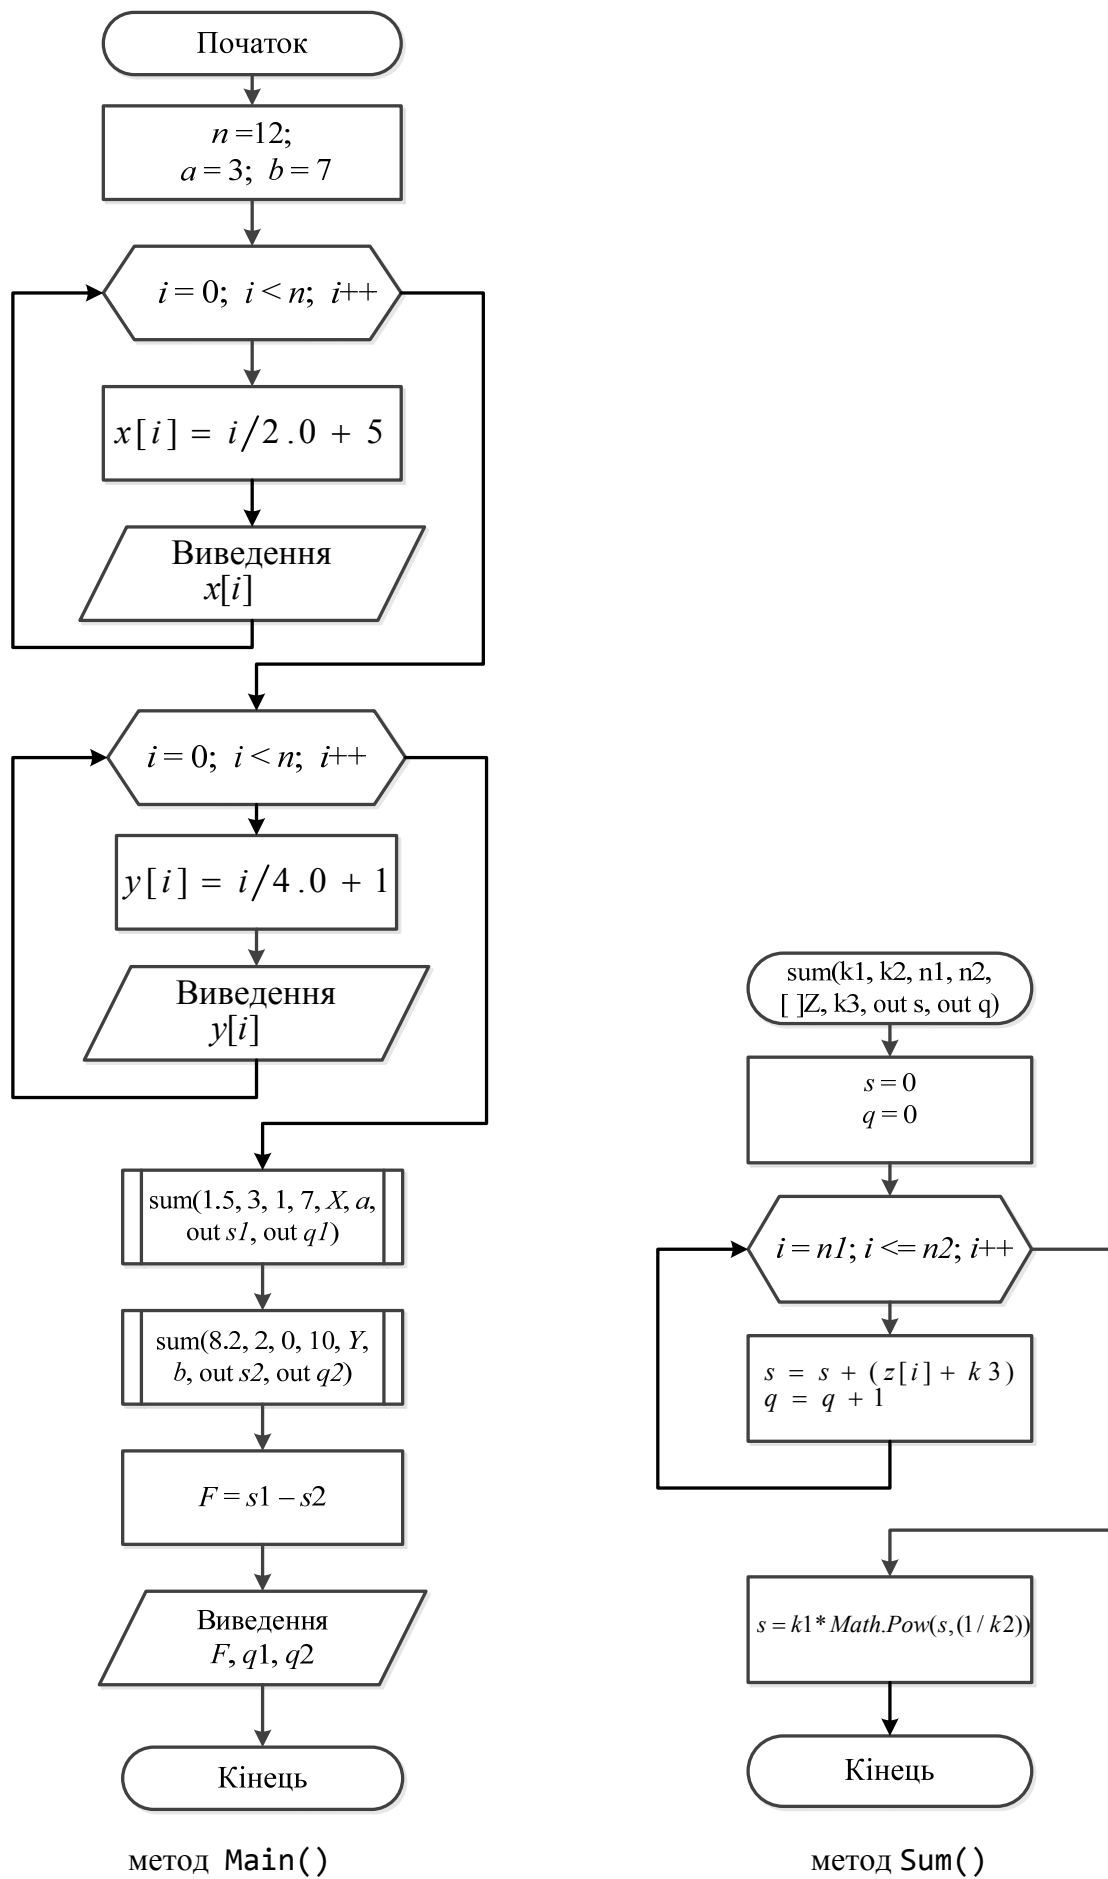 Початок
n =12;
a = 3; b = 7
i = 0; i < n; i++
x[i] = i/2.0 + 5
Виведення
x[i]
i = 0; i < n; i++
y[i] = i/4.0 + 1
Виведення
y[i]
sum(1.5, 3, 1, 7, X, a,
out s1, out q1)
sum(8.2, 2, 0, 10, Y,
b, out s2, out q2)
F = s1 – s2
Виведення
F, q1, q2
Кінець
метод Main()
sum(k1, k2, n1, n2,
[ ]Z, k3, out s, out q)
s = 0
q = 0
i = n1; i <= n2; i++
s = s + (z[i] + k3)
q = q + 1
s = k1* Math.Pow(s,(1/ k2))
Кінець
метод Sum()